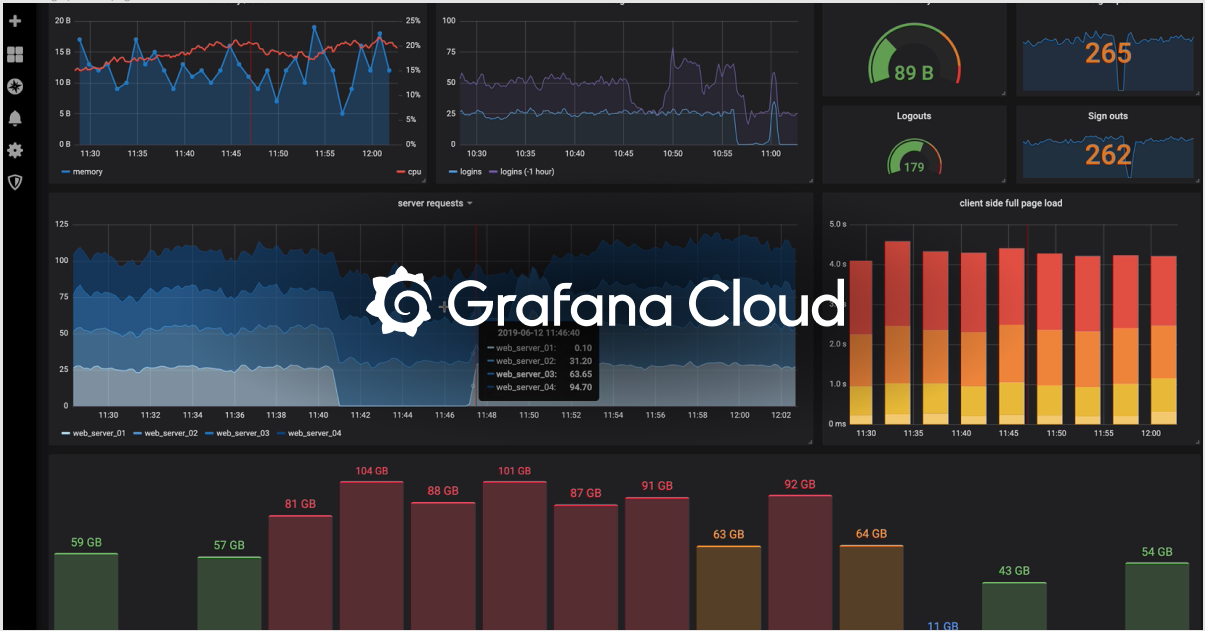 20 B
15 B
10 B
5 B
0 B
25%
20%
15%
10%
5%
0%
11:30 11:35 11:40 11:45 11:50 11:55 12:00
memory cpu
100
75
50
25
0
10:30 10:35 10:40 10:45 10:50 10:55 11:00
logins logins (-1 hour)
89 B
265
Logouts
179
Sign outs
262
server requests
125
100
75
50
25
0
11:30 11:32 11:34 11:36 11:38 11:40 11:42 11:44 11:46 11:48 11:50 11:52 11:54 11:56 11:58 12:00 12:02
web_server_01 web_server_02 web_server_03 web_server_04
Grafana Cloud
2019-06-12 11:46:40
web_server_01: 0.10
web_server_02: 31.20
web_server_03: 63.65
web_server_04: 94.70
client side full page load
5.0 s
4.0 s
2.0 s
1.0 s
0 ms
11:30 11:35 11:40 11:45 11:50 11:55 12:00
59 GB
57 GB
81 GB
104 GB
88 GB
101 GB
87 GB
91 GB
63 GB
92 GB
64 GB
11 GB
43 GB
54 GB